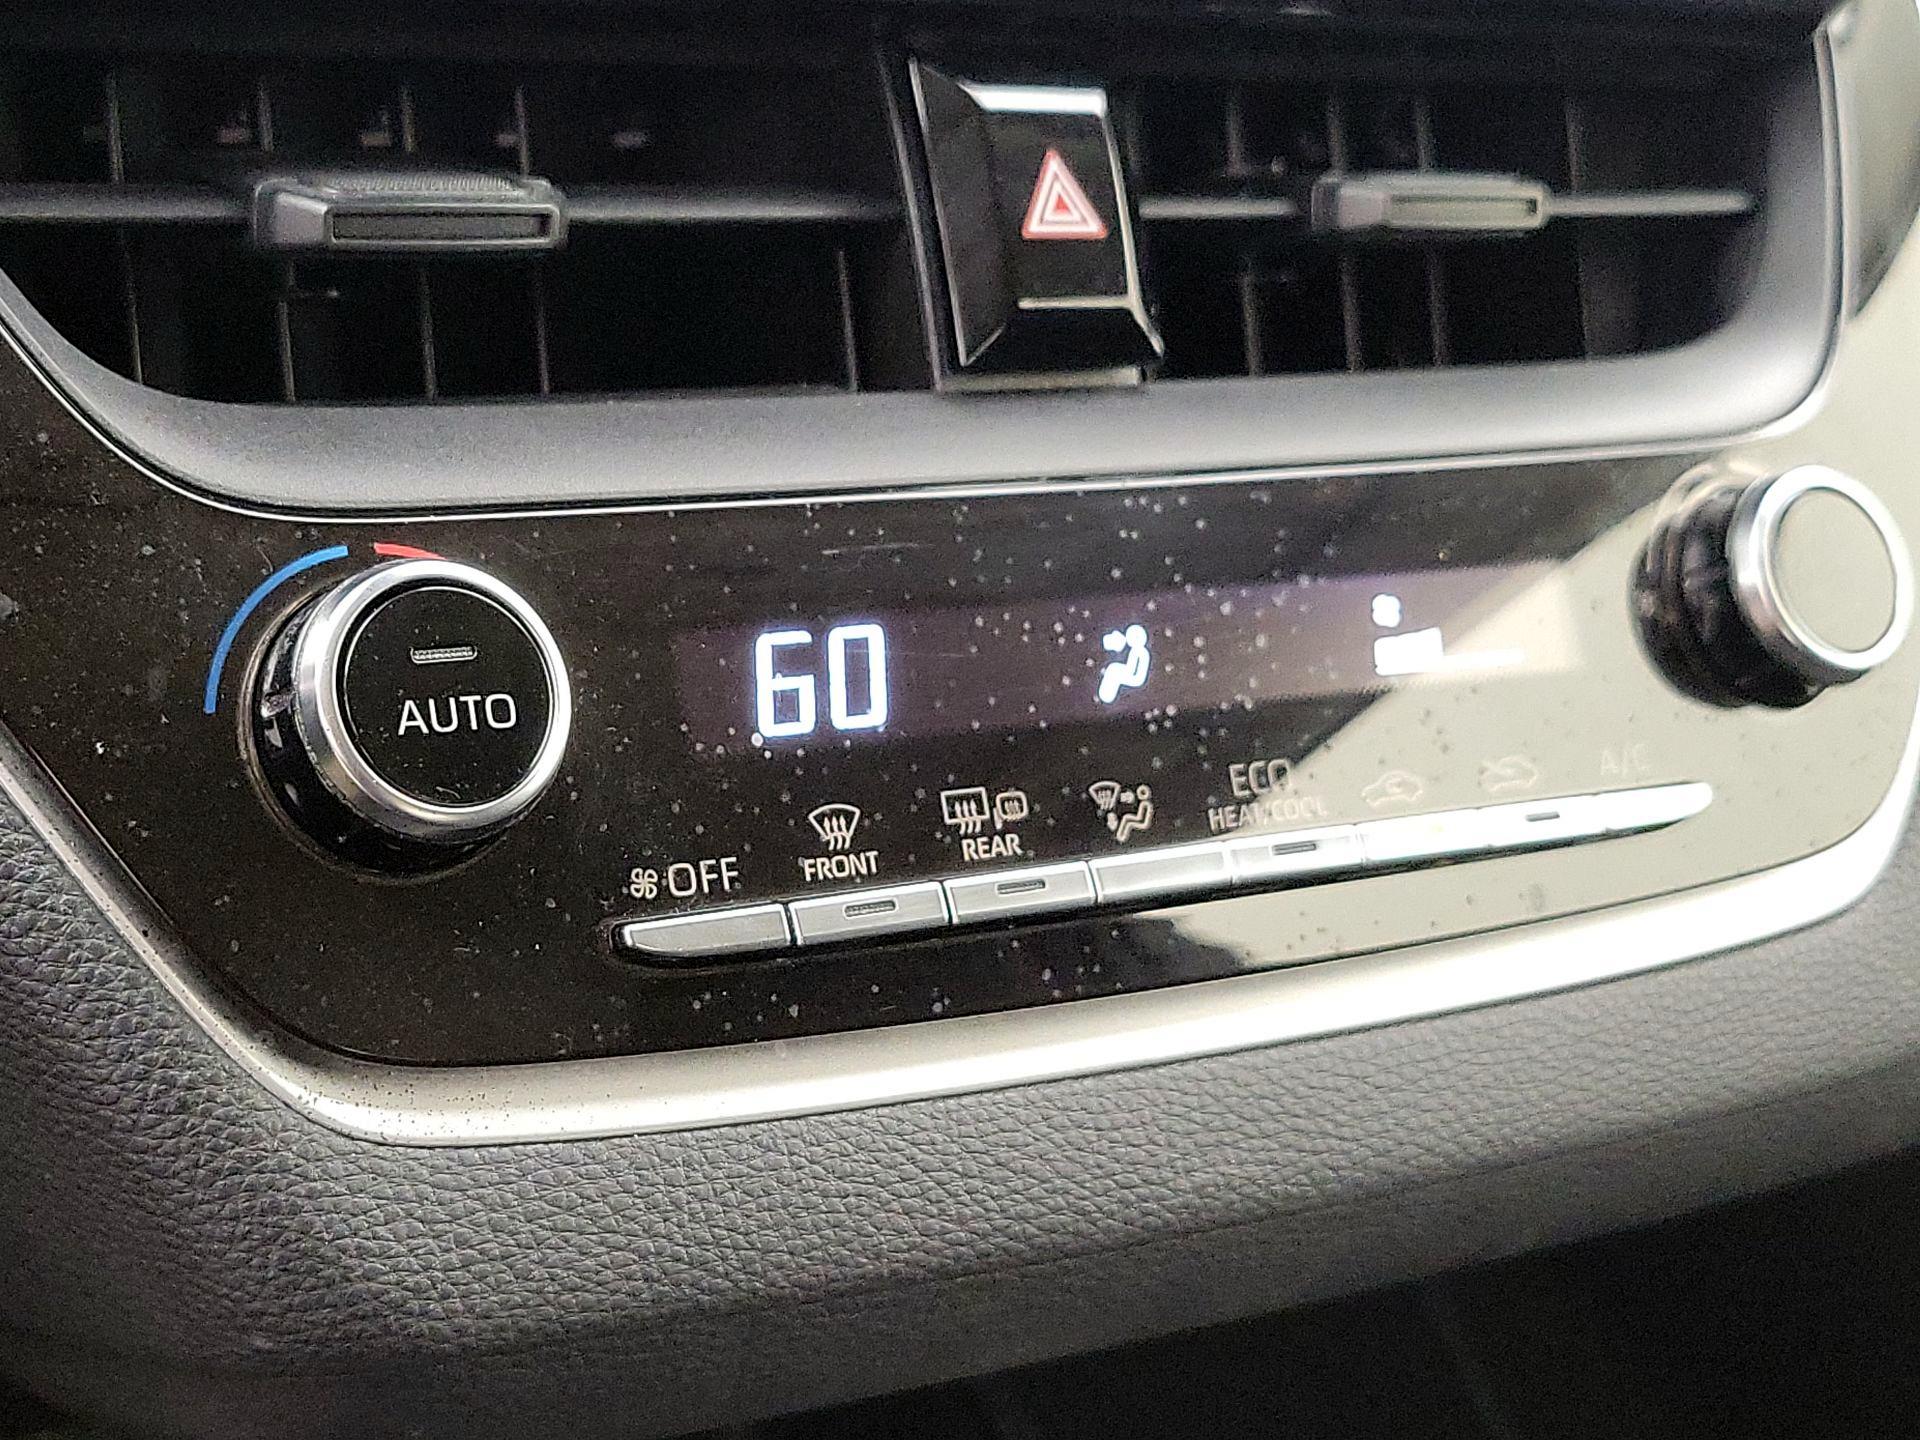 60
AUTO
OFF
FRONT
REAR
ECO
HEAT/COOL
A/C